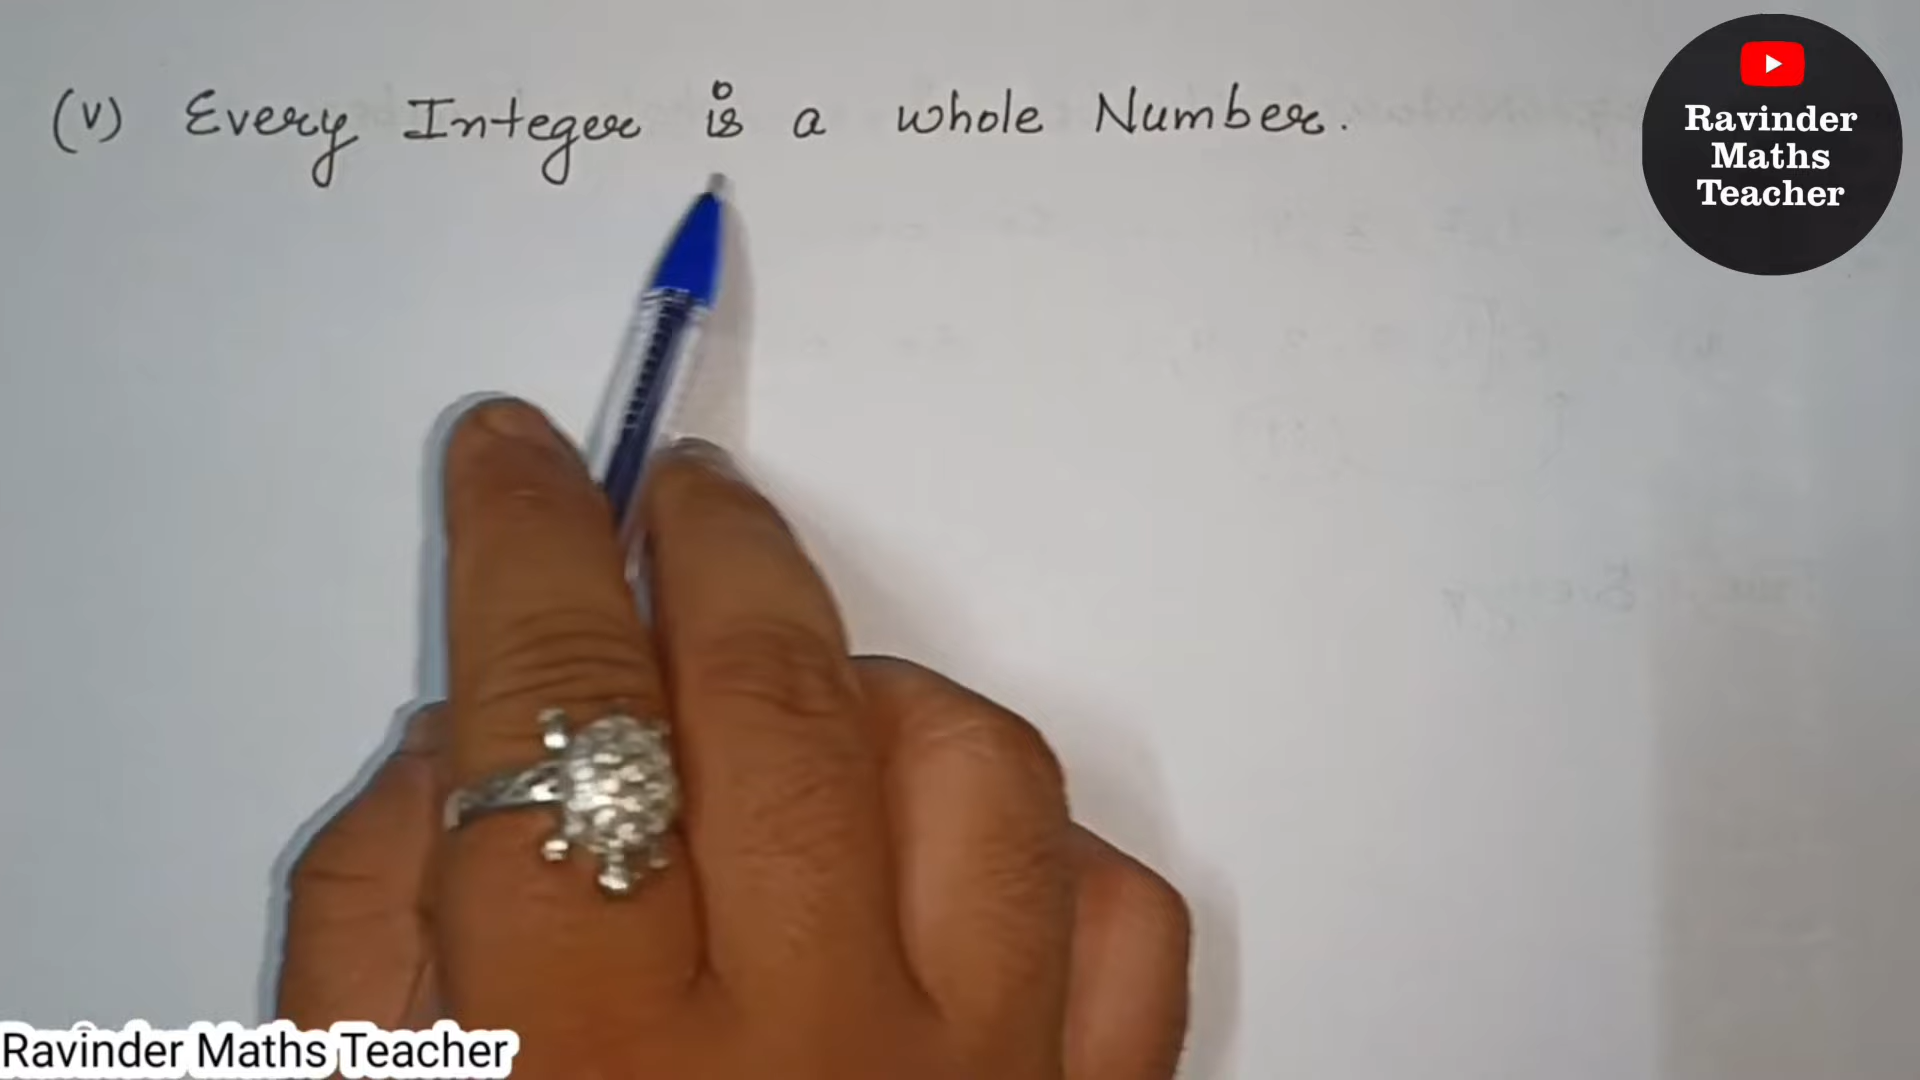 (V) Every Integer is a whole Number.
Ravinder
Maths
Teacher
Ravinder Maths Teacher